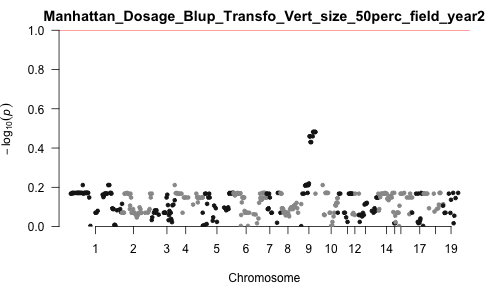 Manhattan_Dosage_Blup_Transfo_Vert_size_50perc_field_year2
1.0
0.8
0.6
0.4
0.2
0.0
− log10(p)
1 2 3 4 5 6 7 8 9 10 12 14 17 19
Chromosome